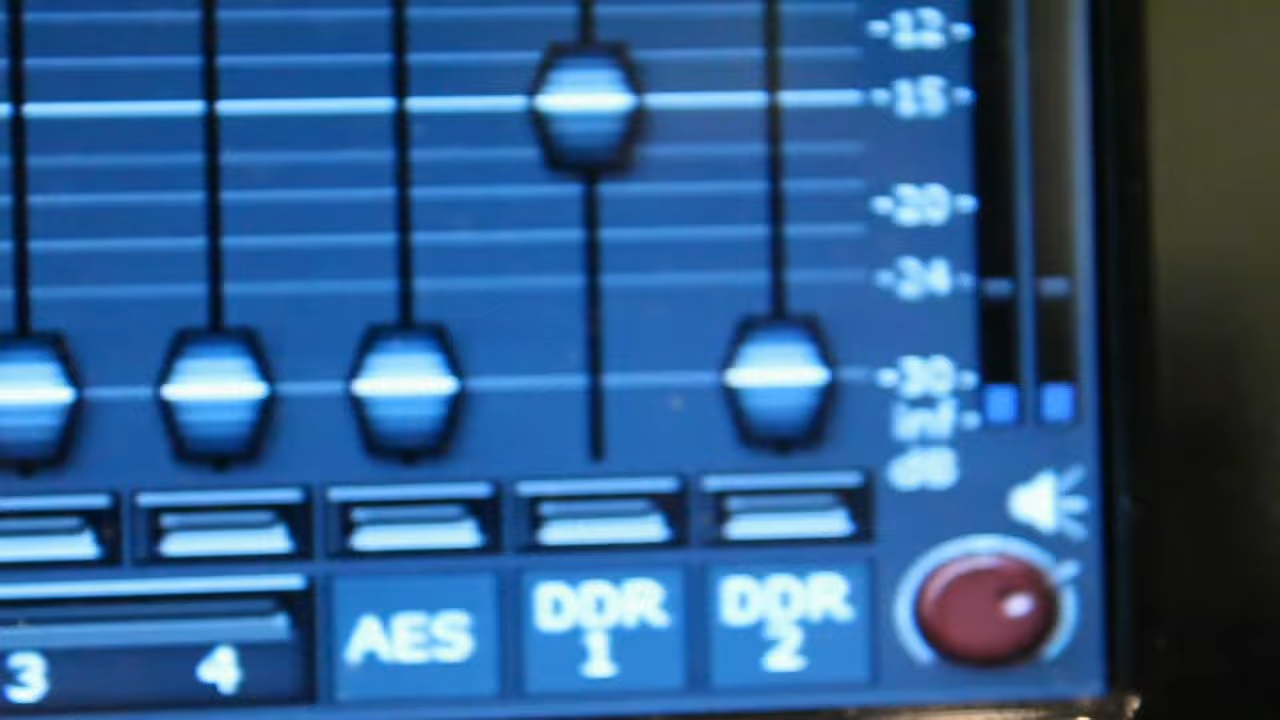 -12-
-15-
-20-
-24-
-30-
inf-
dB
3
4
AES
DDR
1
DDR
2